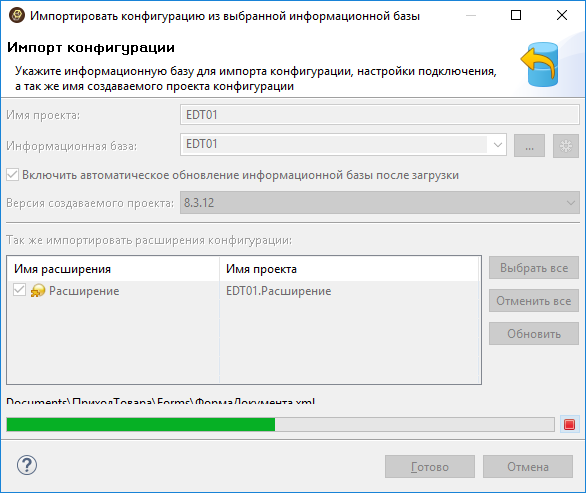 Импортировать конфигурацию из выбранной информационной базы
Импорт конфигурации
Укажите информационную базу для импорта конфигурации, настройки подключения,
а так же имя создаваемого проекта конфигурации
Имя проекта: EDT01
Информационная база: EDT01 ...
Включить автоматическое обновление информационной базы после загрузки
Версия создаваемого проекта: 8.3.12
Так же импортировать расширения конфигурации:
Имя расширения Имя проекта Выбрать все
Расширение EDT01.Расширение
Отменить все
Обновить
Documents\ПриходТовара\Forms\ФормаДокумента.xml
? Готово Отмена